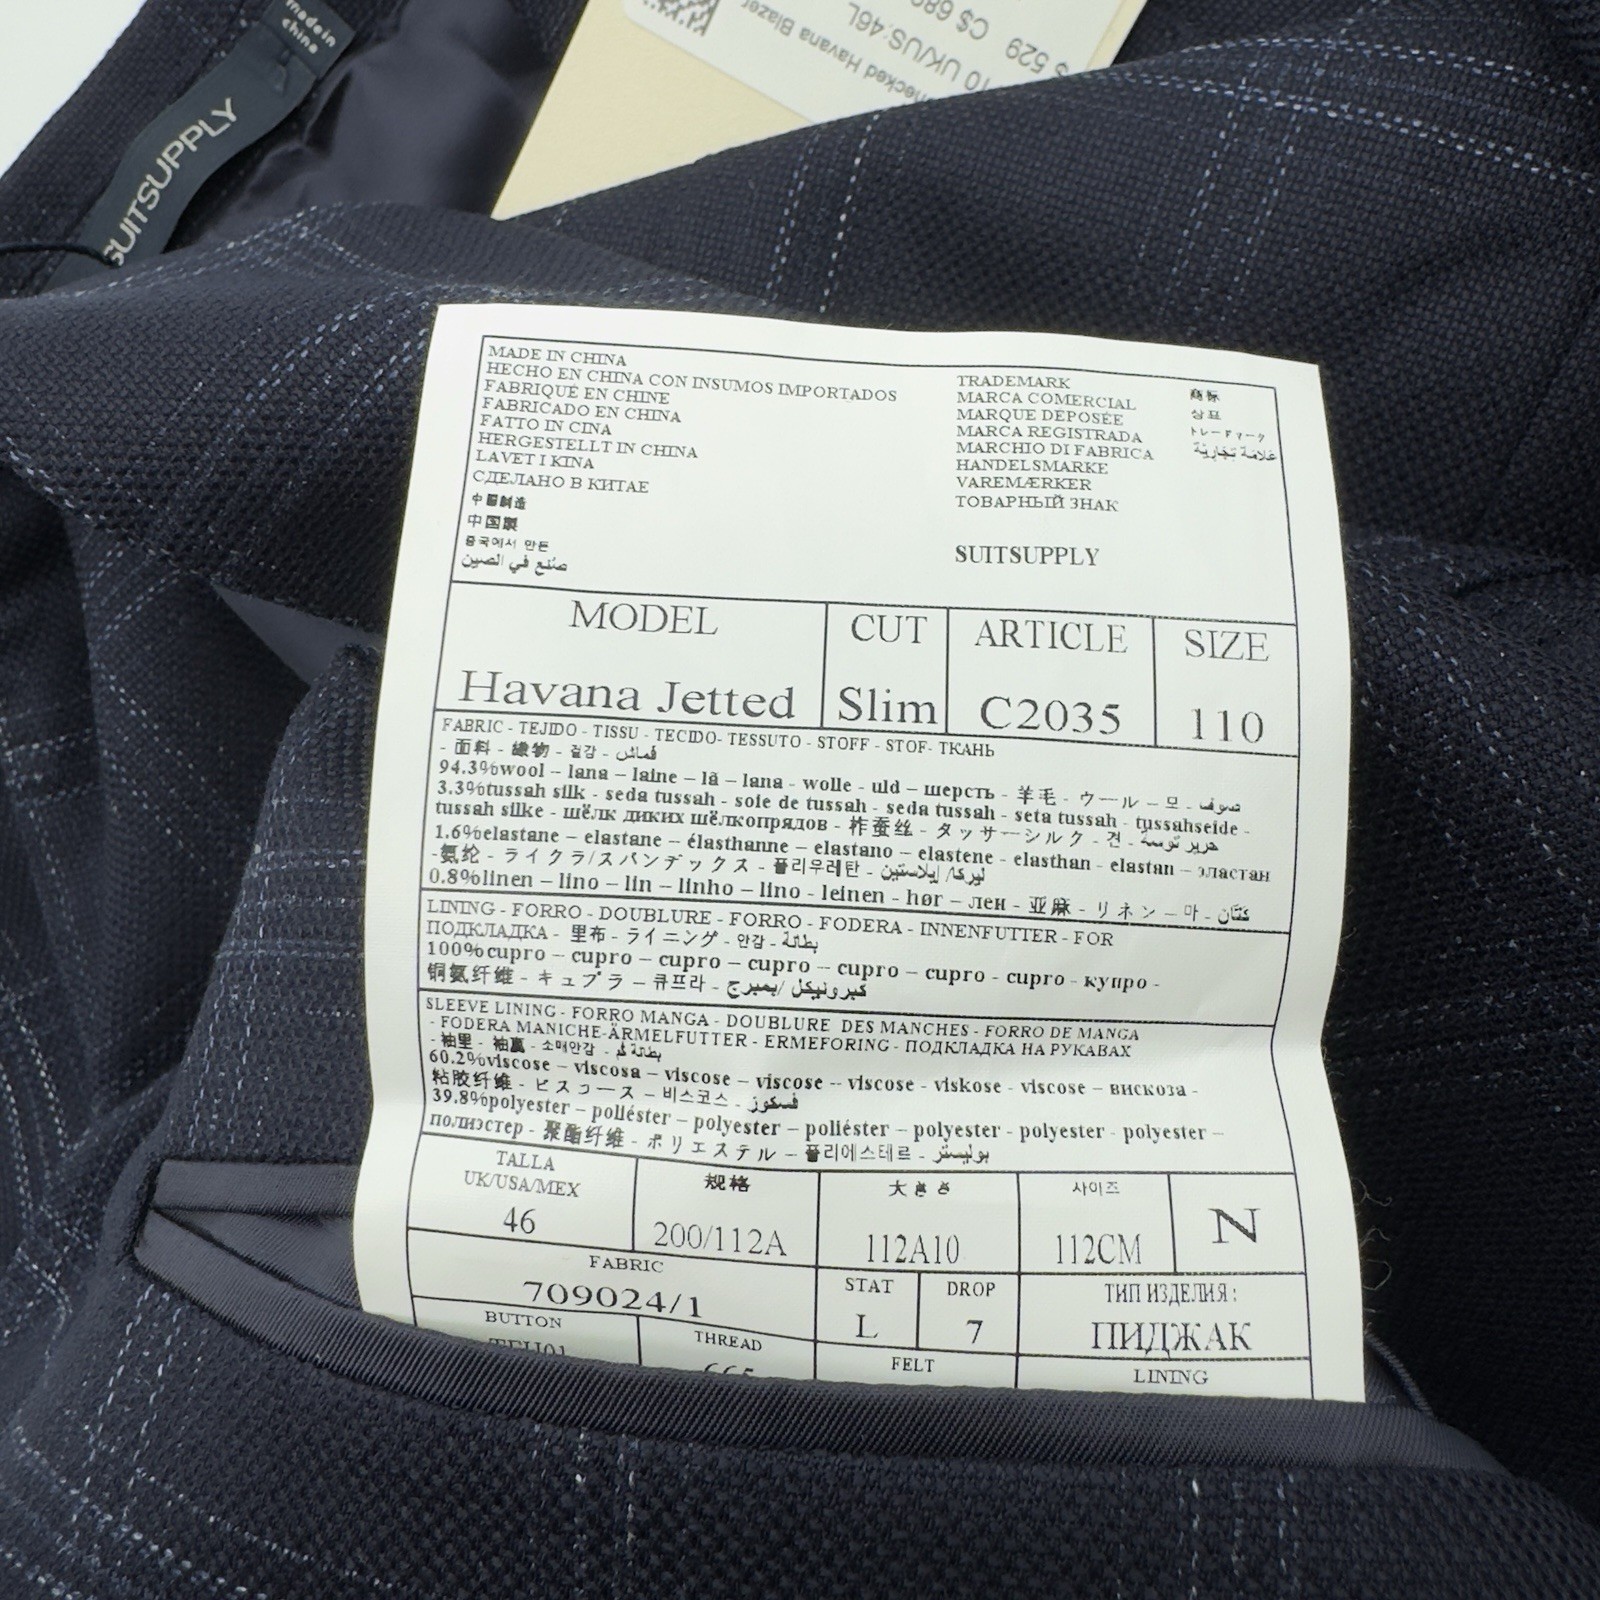 made in
china
SUITSUPPLY
Havana Blazer
UK/US:46L
529
C$
MADE IN CHINA
HECHO EN CHINA CON INSUMOS IMPORTADOS
FABRIQUÉ EN CHINE
FABRICADO EN CHINA
FATTO IN CINA
HERGESTELLT IN CHINA
LAVET I KINA
СДЕЛАНО В КИТАЕ
中國制造
中国製
중국에서 만든
صنع في الصين
TRADEMARK
MARCA COMERCIAL
MARQUE DÉPOSÉE
MARCA REGISTRADA
MARCHIO DI FABRICA
HANDELSMARKE
VAREMÆRKER
ТОВАРНЫЙ ЗНАК
商标
상표
トレードマーク
علامة تجارية
SUITSUPPLY
MODEL
Havana Jetted
CUT
Slim
ARTICLE
C2035
SIZE
110
FABRIC - TEJIDO - TISSU - TECIDO- TESSUTO - STOFF - STOF- ТКАНЬ
- 面料 - 織物 - 겉감 - قماش
94.3%wool – lana – laine – lã – lana - wolle - uld – шерсть - 羊毛 - ウール – 모 - صوف
3.3%tussah silk - seda tussah - soie de tussah - seda tussah - seta tussah - tussahseide -
tussah silke - шёлк диких шёлкопрядов - 柞蚕丝 - タッサーシルク - 견 - حرير توسة
1.6%elastane – elastane – élasthanne – elastano – elastene - elasthan - elastan – эластан
-氨纶 - ライクラ/スパンデックス - 폴리우레탄 - ليركا/ إيلاستين
0.8%linen – lino – lin – linho – lino - leinen - hør – лен - 亚麻 - リネン – 마 - كتان
LINING - FORRO - DOUBLURE - FORRO - FODERA - INNENFUTTER - FOR
ПОДКЛАДКА - 里布 - ライニング - 안감 - بطانة
100%cupro – cupro – cupro – cupro – cupro – cupro - cupro - купро -
铜氨纤维 - キュプラ – 큐프라 - كبرونيكل /بمبرج
SLEEVE LINING - FORRO MANGA - DOUBLURE DES MANCHES - FORRO DE MANGA
- FODERA MANICHE-ÄRMELFUTTER - ERMEFORING - ПОДКЛАДКА НА РУКАВАХ
- 袖里 - 袖裏 - 소매안감 - بطانة كم
60.2%viscose – viscosa – viscose – viscose -- viscose - viskose - viscose – вискоза -
粘胶纤维 - ビスコース – 비스코스 - فسكوز
39.8%polyester – poliéster – polyester – poliéster – polyester - polyester - polyester –
полиэстер - 聚酯纤维 - ポリエステル – 폴리에스테르 - بوليستر
TALLA
UK/USA/MEX
46
规格
200/112A
大きさ
112A10
사이즈
112CM
N
FABRIC
709024/1
STAT
L
DROP
7
ТИП ИЗДЕЛИЯ:
ПИДЖАК
BUTTON
THREAD
FELT
LINING